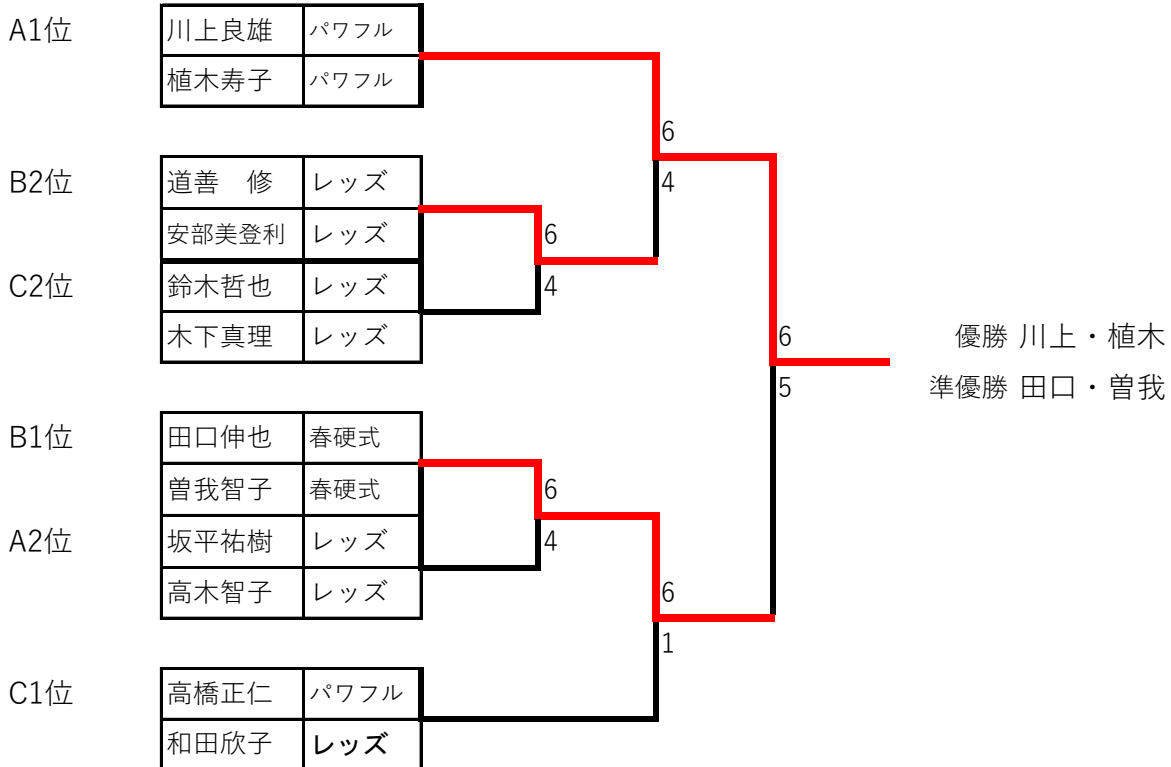 A1位 川上良雄 パワフル
植木寿子 パワフル
6
B2位 道善　修 レッズ 4
安部美登利 レッズ 6
C2位 鈴木哲也 レッズ 4
木下真理 レッズ 6 優勝 川上・植木
5 準優勝 田口・曽我
B1位 田口伸也 春硬式
曽我智子 春硬式 6
A2位 坂平祐樹 レッズ 4
高木智子 レッズ 6
1
C1位 高橋正仁 パワフル
和田欣子 レッズ